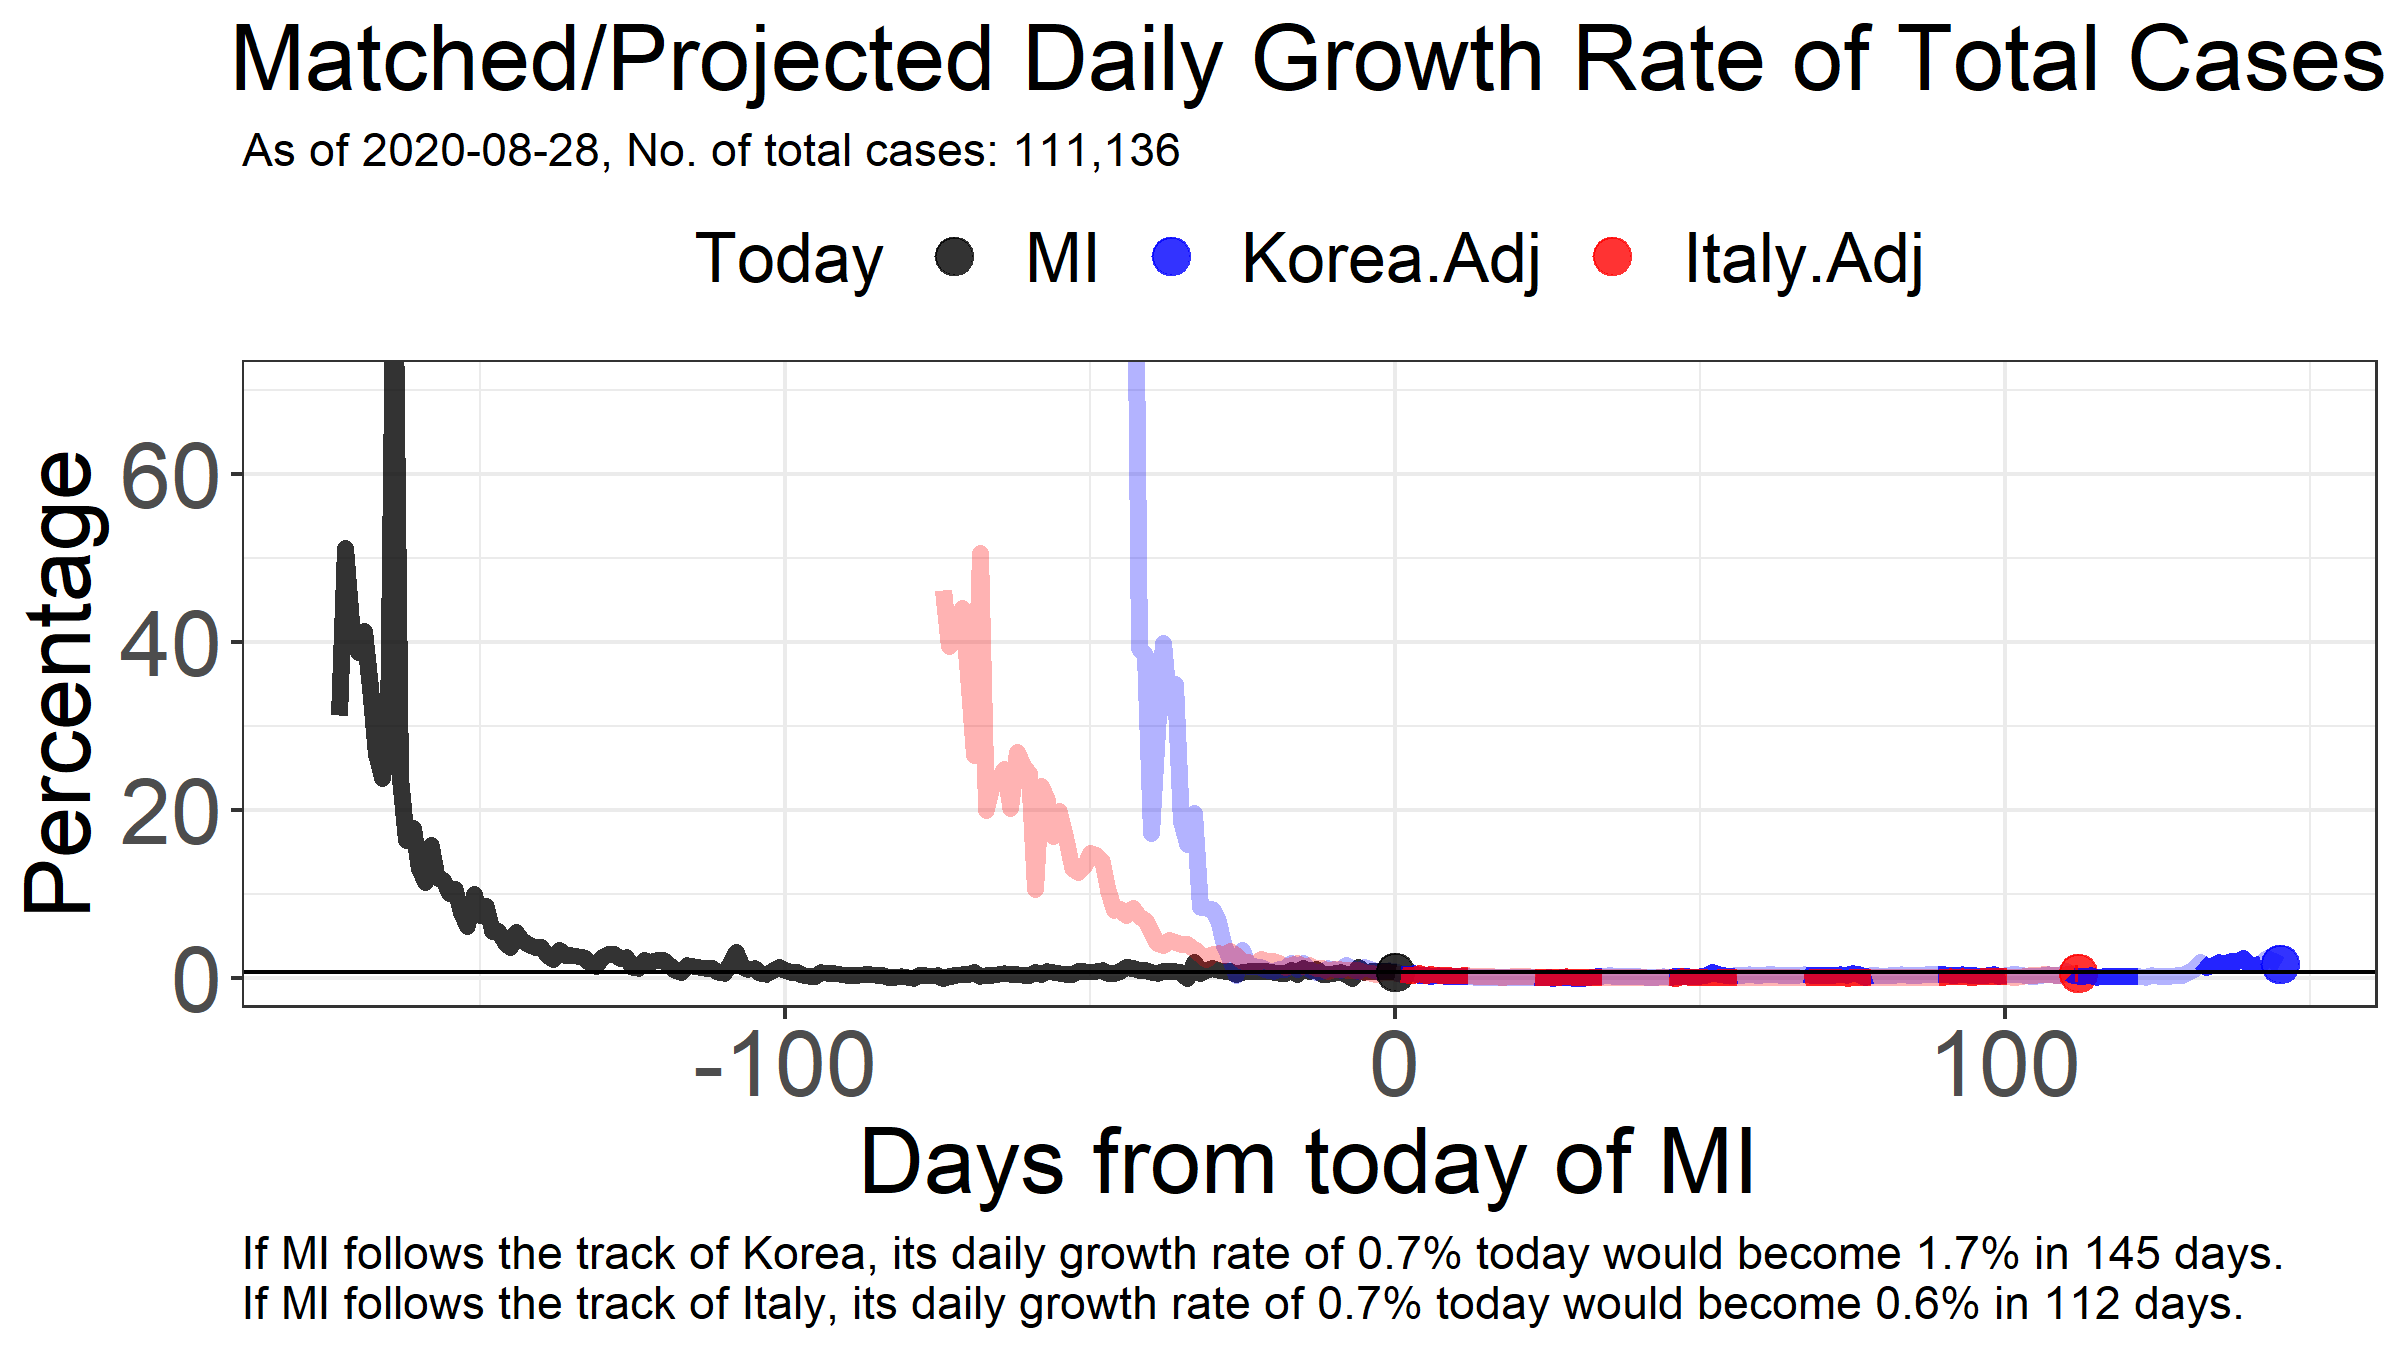 Matched/Projected Daily Growth Rate of Total Cases
As of 2020-08-28, No. of total cases: 111,136
Today MI Korea.Adj Italy.Adj
Percentage
60
40
20
0
-100 0 100
Days from today of MI
If MI follows the track of Korea, its daily growth rate of 0.7% today would become 1.7% in 145 days.
If MI follows the track of Italy, its daily growth rate of 0.7% today would become 0.6% in 112 days.